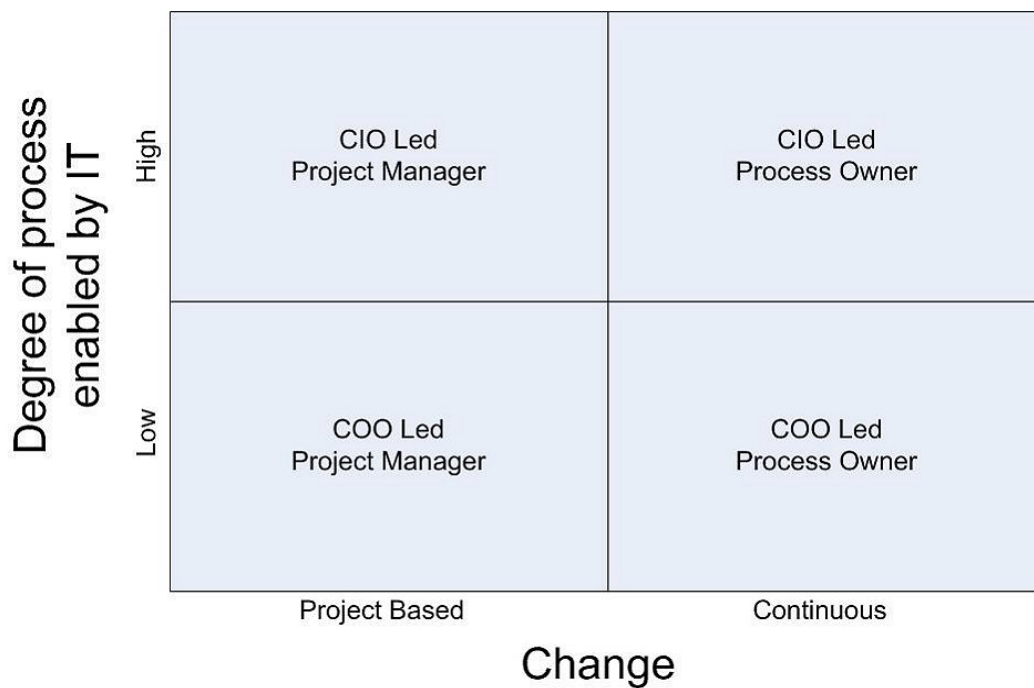 Degree of process
enabled by IT
High
CIO Led
Project Manager
CIO Led
Process Owner
Low
COO Led
Project Manager
COO Led
Process Owner
Project Based
Continuous
Change